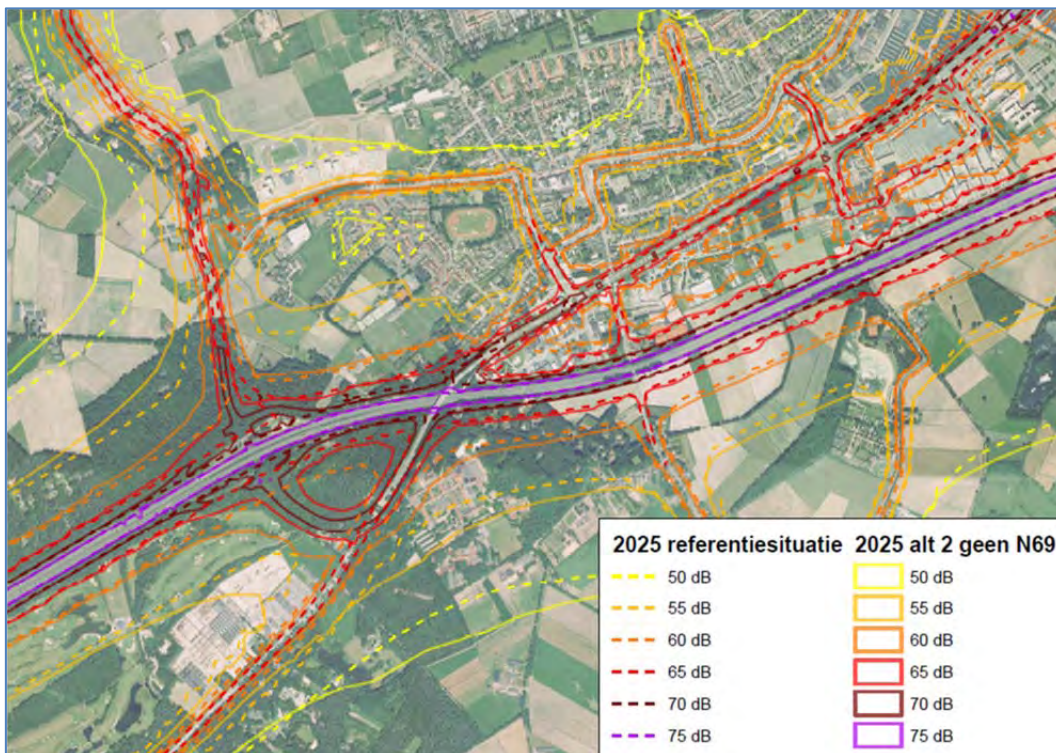 2025 referentiesituatie 2025 alt 2 geen N69
50 dB 50 dB
55 dB 55 dB
60 dB 60 dB
65 dB 65 dB
70 dB 70 dB
75 dB 75 dB